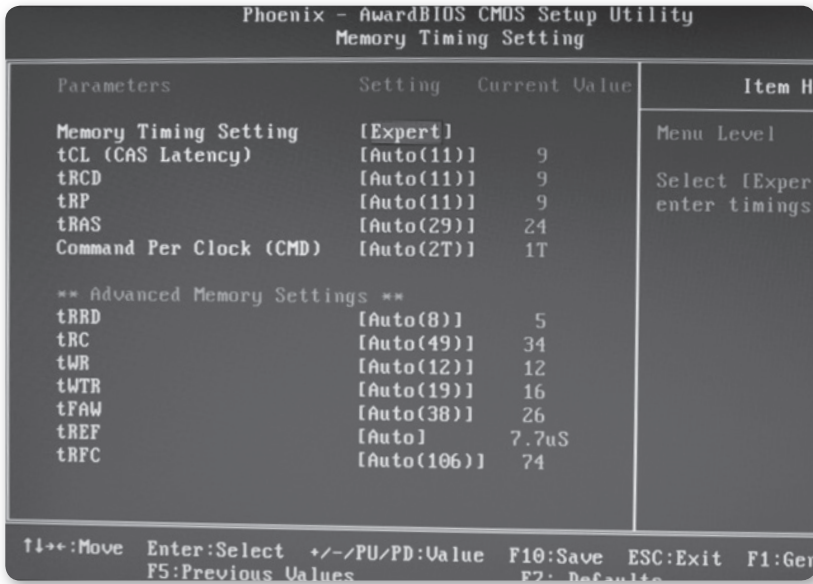 Phoenix - AwardBIOS CMOS Setup Utility
Memory Timing Setting
Parameters Setting Current Value Item H
Memory Timing Setting [Expert] Menu Level
tCL (CAS Latency) [Auto(11)] 9
tRCD [Auto(11)] 9 Select [Exper
tRP [Auto(11)] 9 enter timings
tRAS [Auto(29)] 24
Command Per Clock (CMD) [Auto(2T)] 1T
** Advanced Memory Settings **
tRRD [Auto(8)] 5
tRC [Auto(49)] 34
tWR [Auto(12)] 12
tWTR [Auto(19)] 16
tFAW [Auto(38)] 26
tREF [Auto] 7.7uS
tRFC [Auto(106)] 74
↑↓→←:Move Enter:Select +/-/PU/PD:Value F10:Save ESC:Exit F1:Gen
F5:Previous Values F7: Defaults